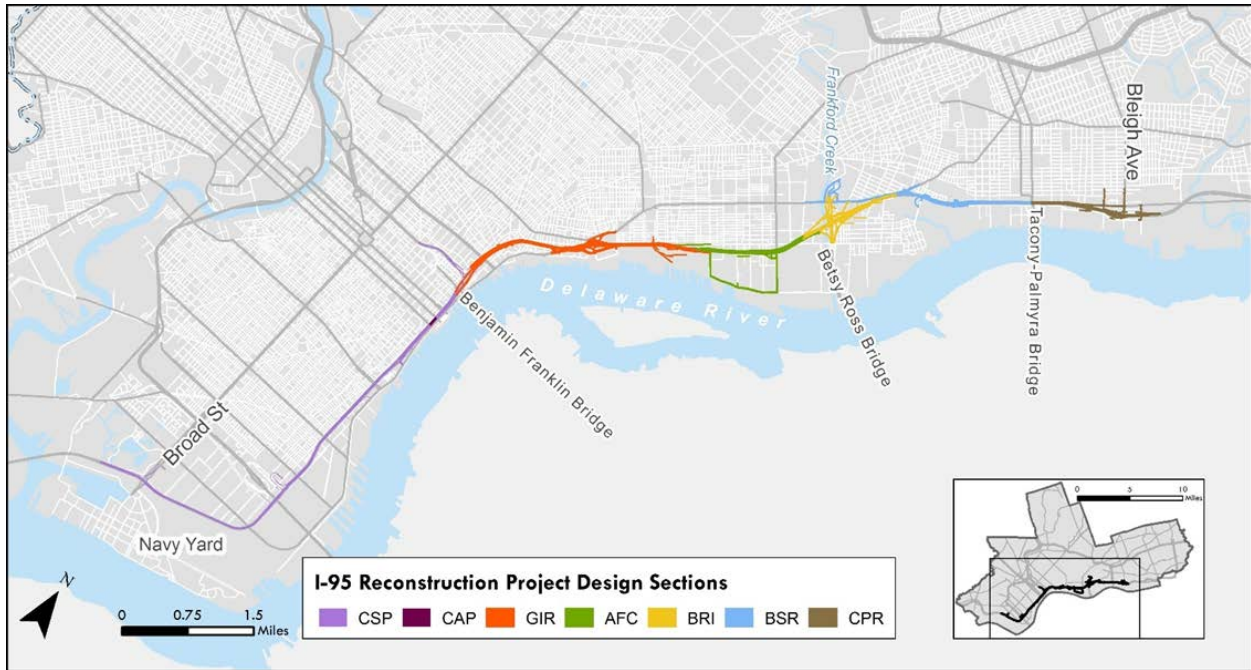 Frankford Creek
Bleigh Ave
Tacony-Palmyra Bridge
Betsy Ross Bridge
Delaware River
Benjamin Franklin Bridge
Broad St
Navy Yard
N
0 0.75 1.5
Miles
I-95 Reconstruction Project Design Sections
CSP CAP GIR AFC BRI BSR CPR
0 5 10
Miles